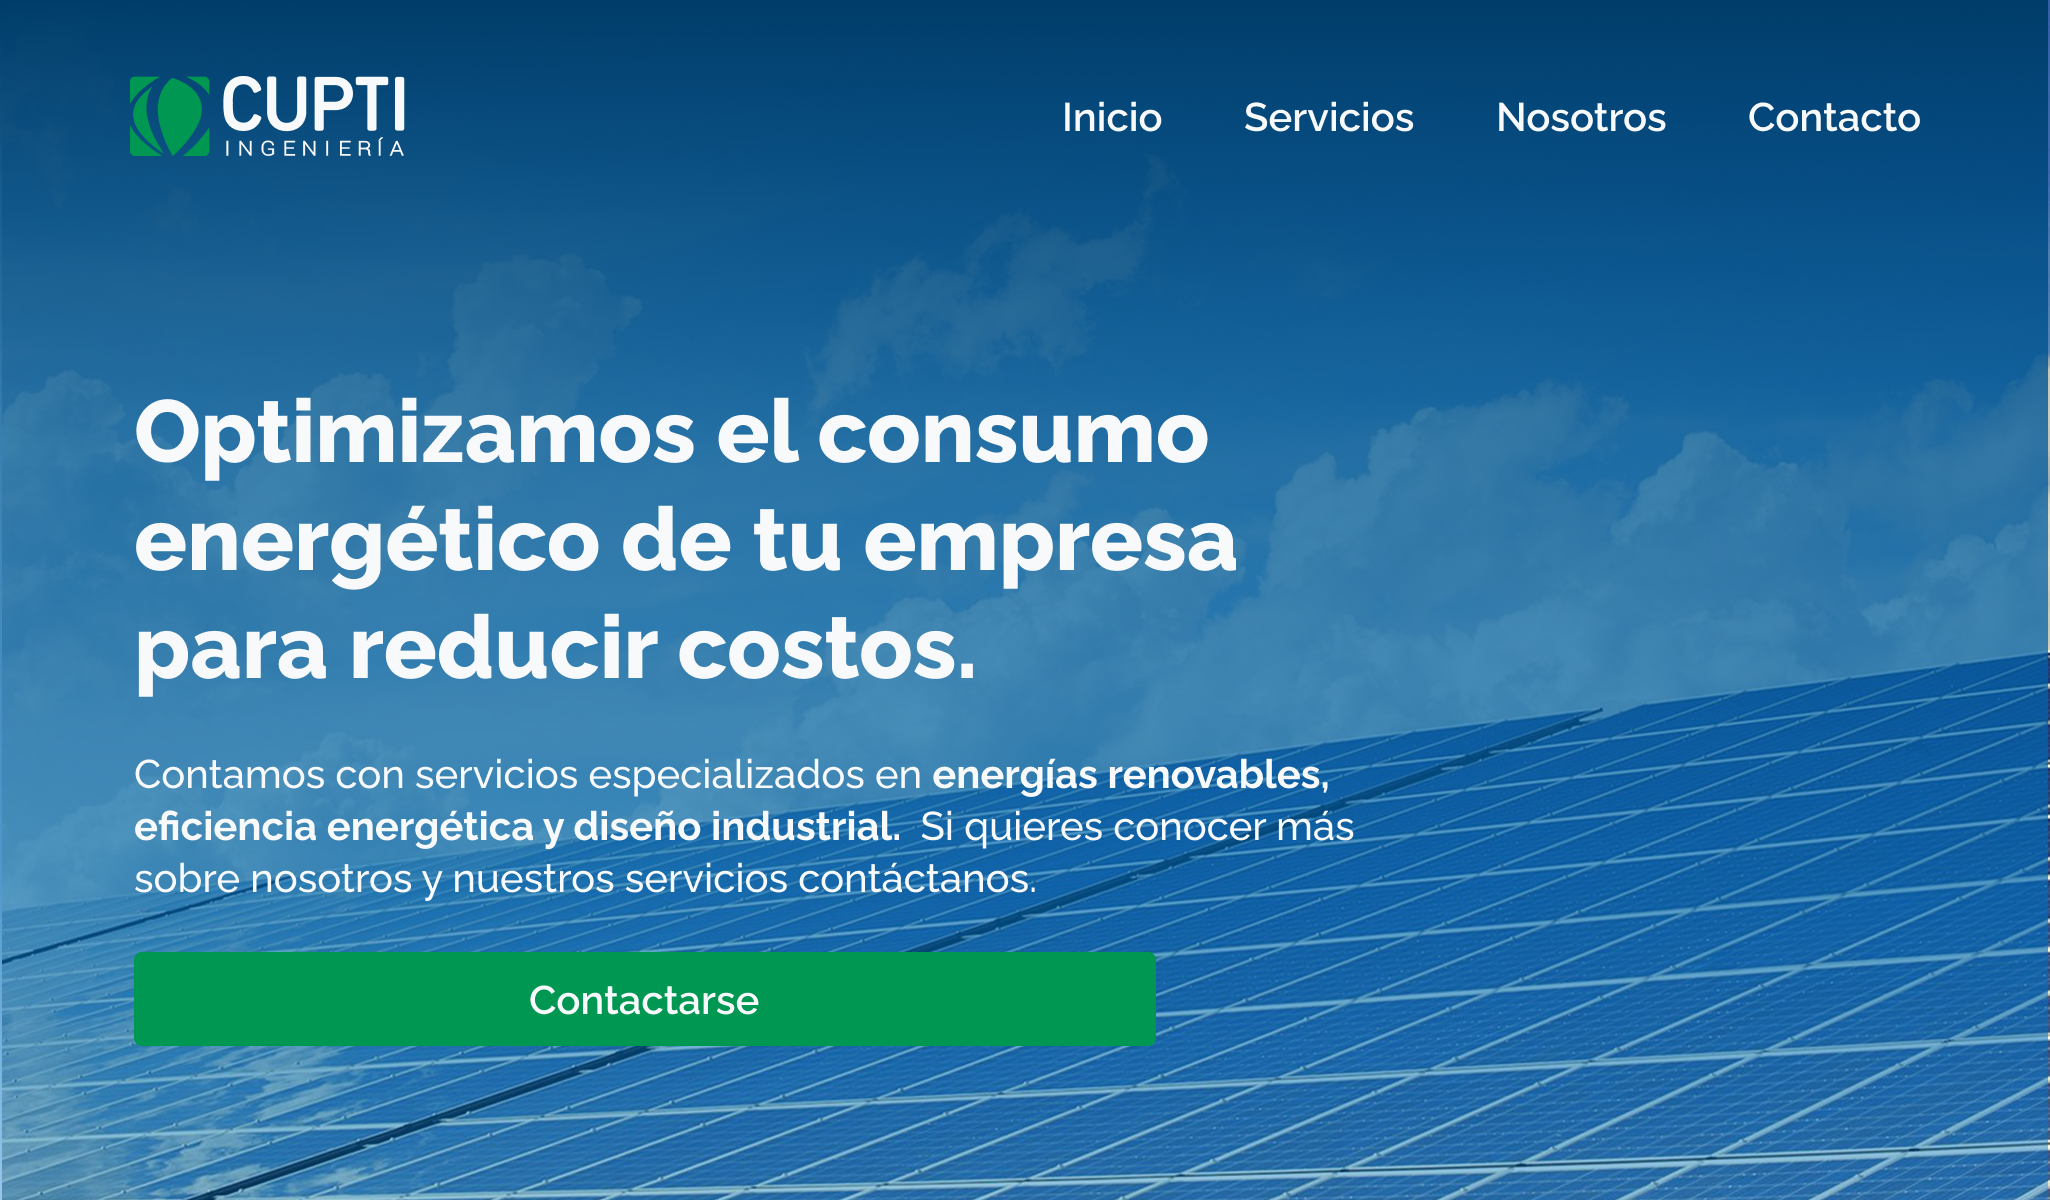 CUPTI
INGENIERÍA
Inicio Servicios Nosotros Contacto
Optimizamos el consumo
energético de tu empresa
para reducir costos.
Contamos con servicios especializados en energías renovables,
eficiencia energética y diseño industrial. Si quieres conocer más
sobre nosotros y nuestros servicios contáctanos.
Contactarse